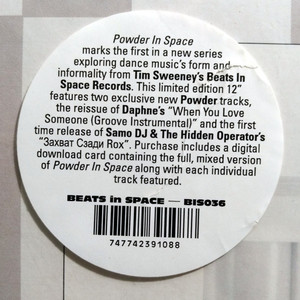 Powder In Space
marks the first in a new series
exploring dance music's form and
informality from Tim Sweeney's Beats In
Space Records. This limited edition 12"
features two exclusive new Powder tracks,
the reissue of Daphne's "When You Love
Someone (Groove Instrumental)" and the first
time release of Samo DJ & The Hidden Operator's
"Захват Сзади Rox". Purchase includes a digital
download card containing the full, mixed version
of Powder In Space along with each individual
track featured.
BEATS in SPACE — BIS036
747742391088